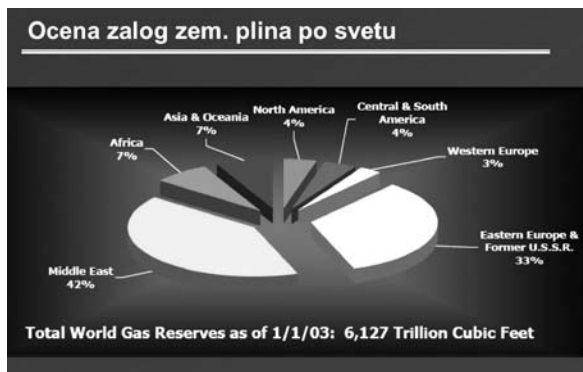 Ocena zalog zem. plina po svetu
North America
4%
Central & South
America
4%
Asia & Oceania
7%
Africa
7%
Western Europe
3%
Eastern Europe &
Former U.S.S.R.
33%
Middle East
42%
Total World Gas Reserves as of 1/1/03: 6,127 Trillion Cubic Feet